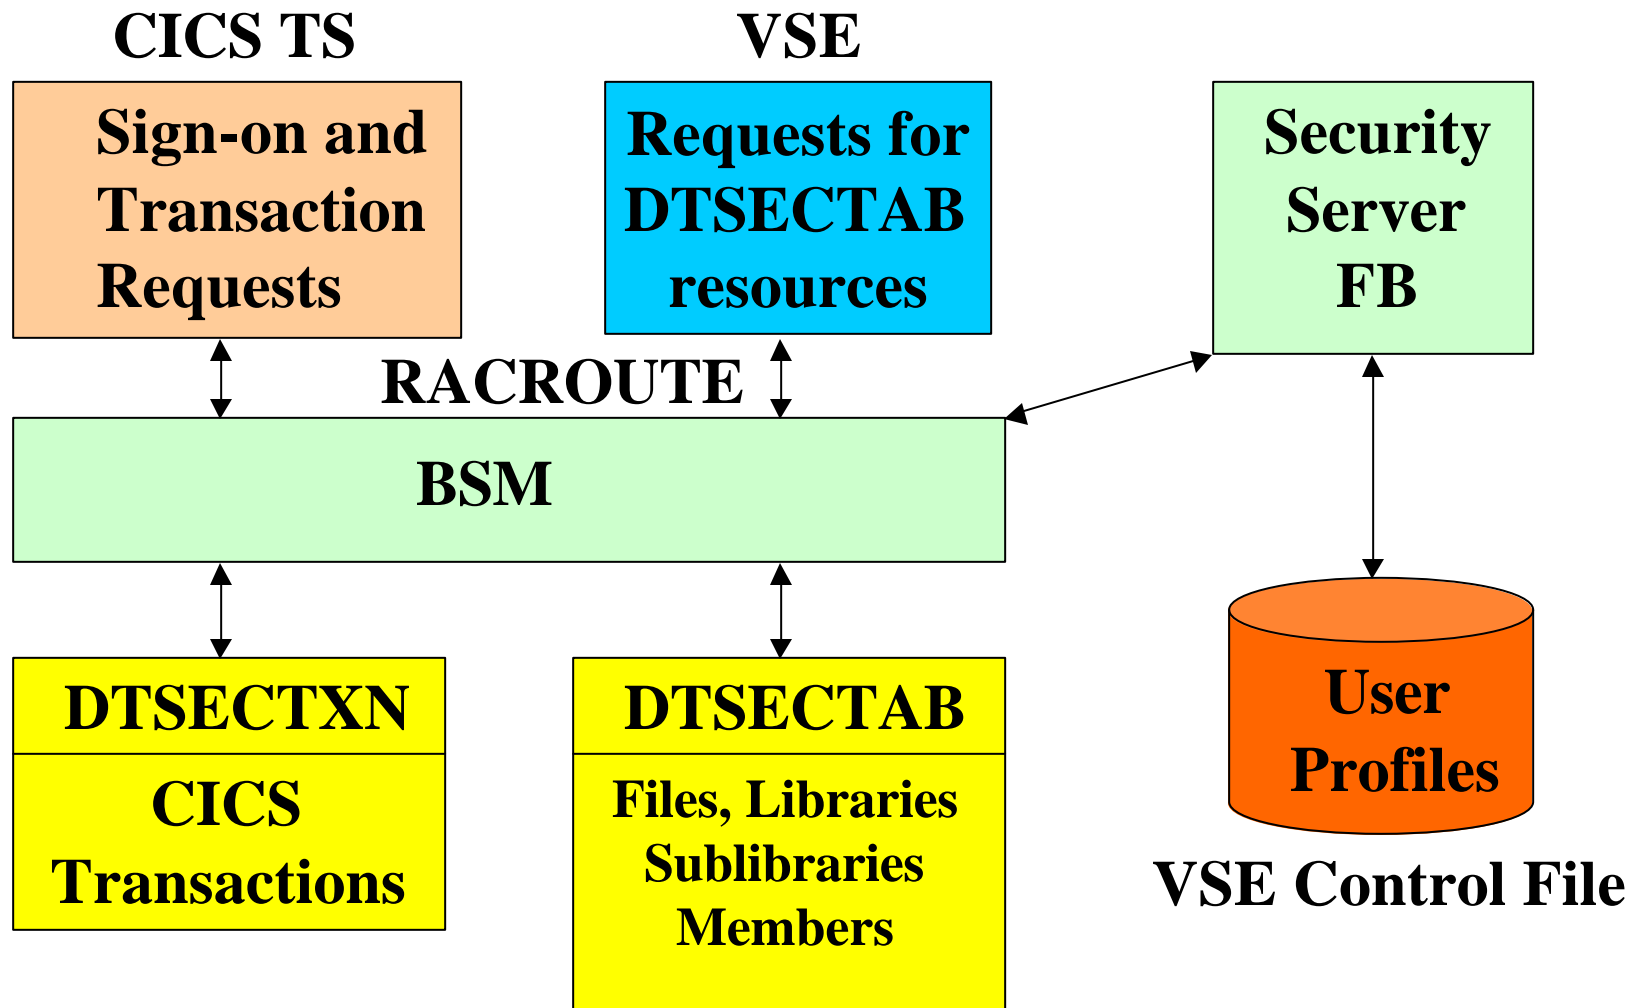 CICS TS
VSE
Sign-on and
Transaction
Requests
Requests for
DTSECTAB
resources
Security
Server
FB
RACROUTE
BSM
DTSECTXN
CICS
Transactions
DTSECTAB
Files, Libraries
Sublibraries
Members
User
Profiles
VSE Control File